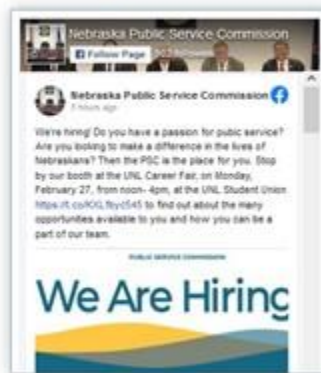 Nebraska Public Service Commission
Follow Page
followers
Nebraska Public Service Commission
5 hours ago
We're hiring! Do you have a passion for public service?
Are you looking to make a difference in the lives of
Nebraskans? Then the PSC is the place for you. Stop
by our booth at the UNL Career Fair, on Monday,
February 27, from noon- 4pm, at the UNL Student Union
to find out about the many
opportunities available to you and how you can be a
part of our team.
PUBLIC SERVICE COMMISSION
We Are Hiring